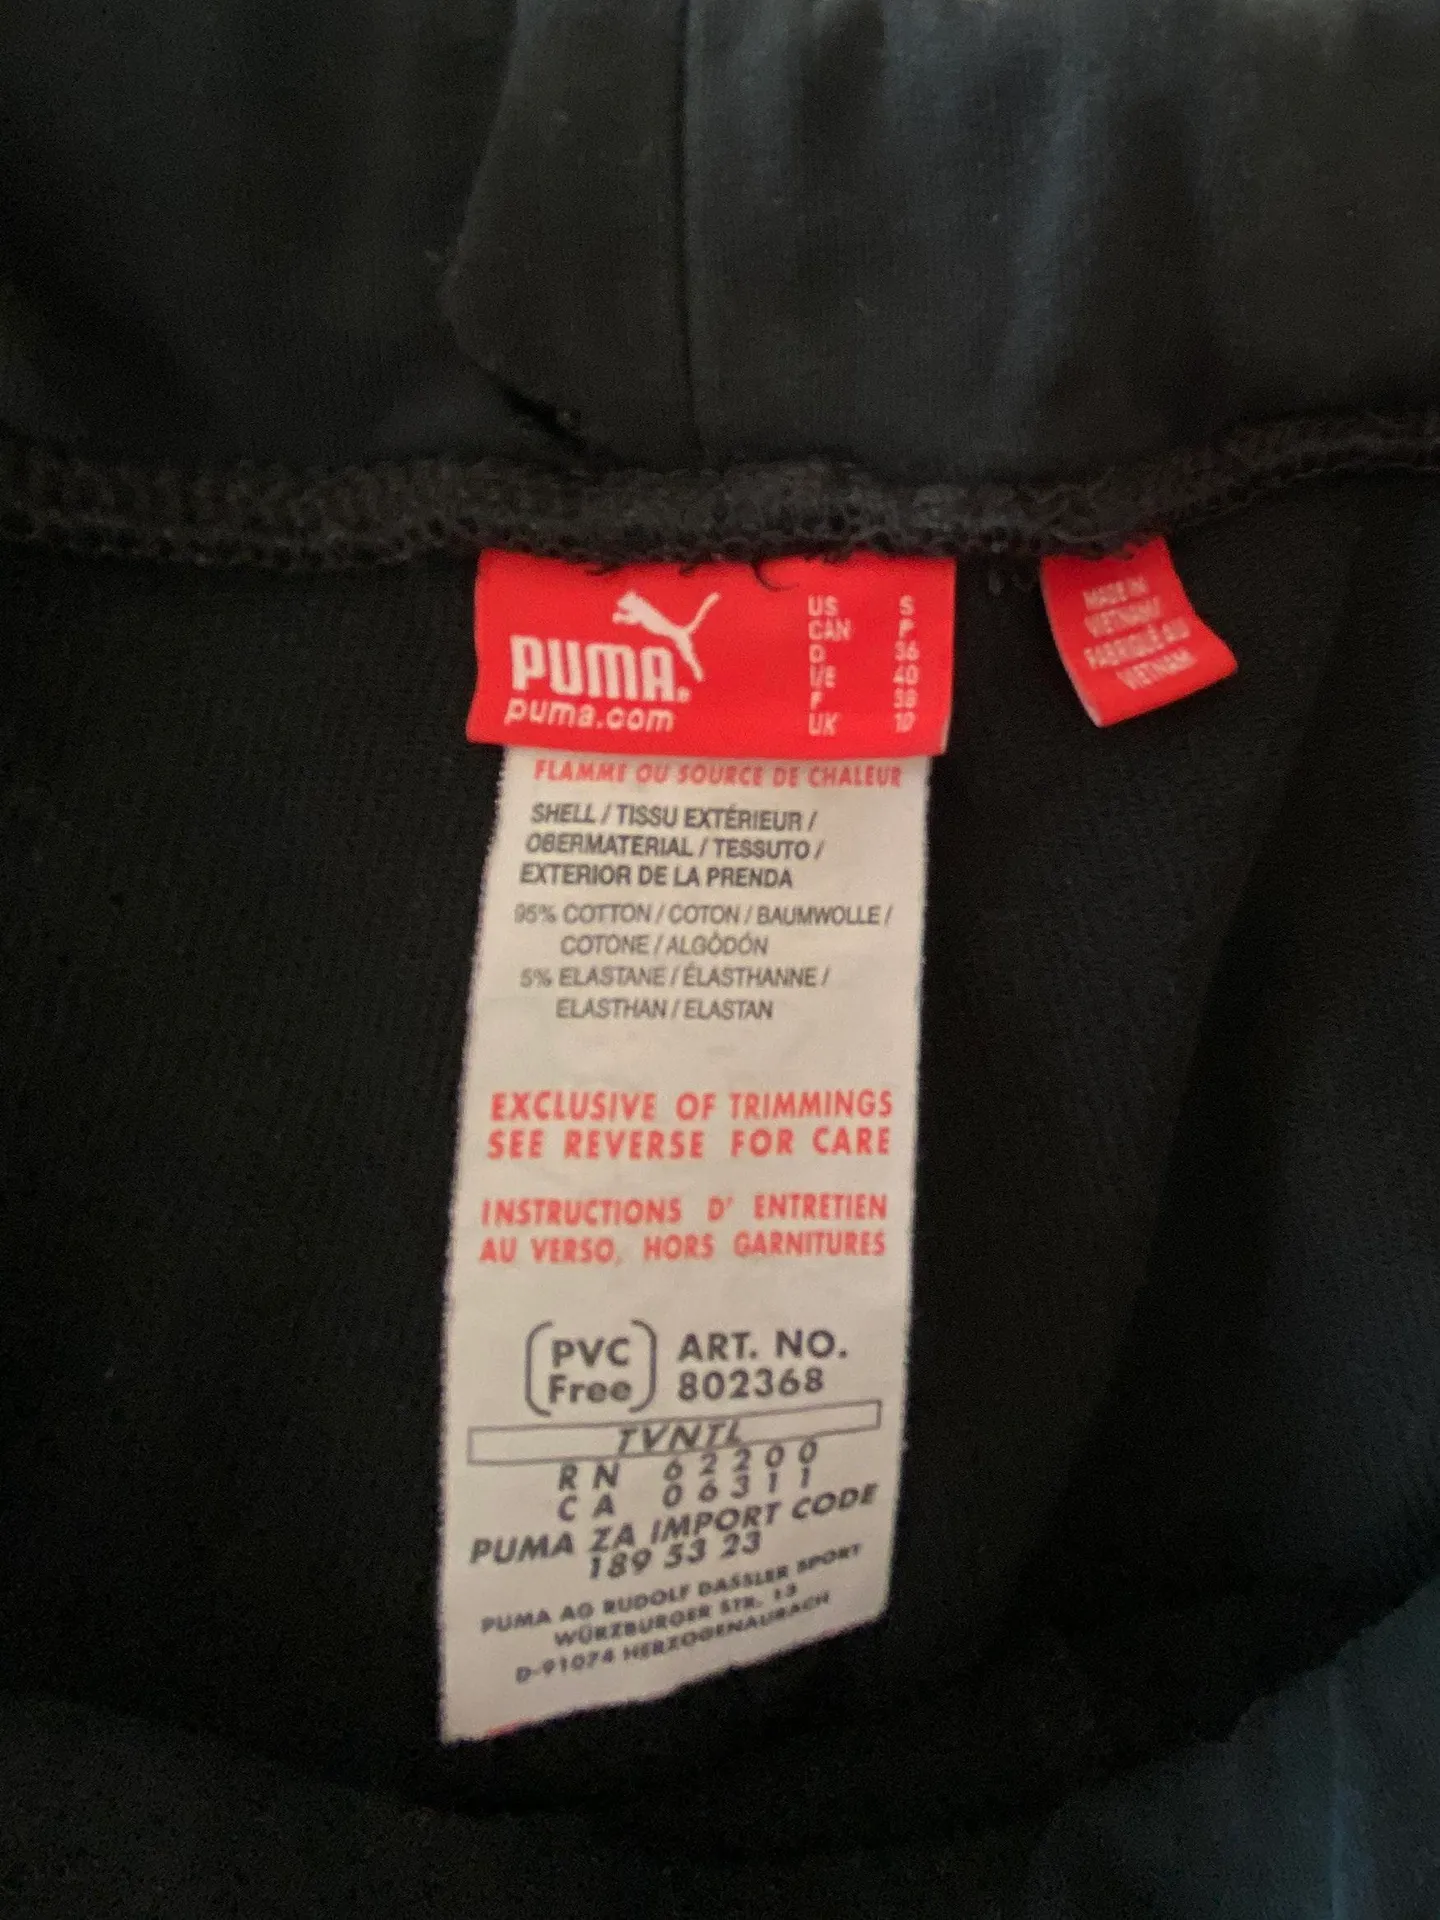 PUMA®
puma.com
US S
CAN P
D 36
I/E 40
F 38
UK 10
MADE IN
VIETNAM/
FABRIQUÉ AU
VIETNAM
FLAMME OU SOURCE DE CHALEUR
SHELL / TISSU EXTÉRIEUR /
OBERMATERIAL / TESSUTO /
EXTERIOR DE LA PRENDA
95% COTTON / COTON / BAUMWOLLE /
COTONE / ALGÒDÓN
5% ELASTANE / ÉLASTHANNE /
ELASTHAN / ELASTAN
EXCLUSIVE OF TRIMMINGS
SEE REVERSE FOR CARE
INSTRUCTIONS D' ENTRETIEN
AU VERSO, HORS GARNITURES
PVC
Free
ART. NO.
802368
TVNTL
RN 62200
CA 06311
PUMA ZA IMPORT CODE
189 53 23
PUMA AG RUDOLF DASSLER SPORT
WÜRZBURGER STR. 13
D-91074 HERZOGENAURACH